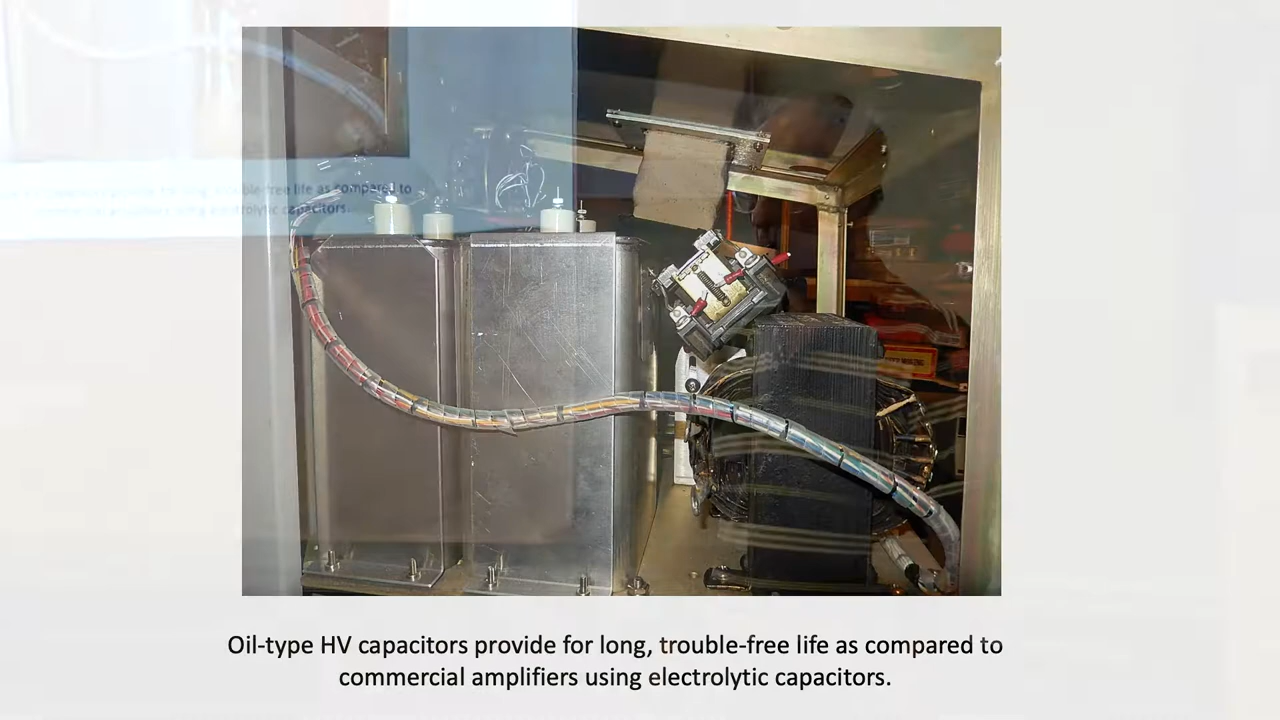 Oil-type HV capacitors provide for long, trouble-free life as compared to
commercial amplifiers using electrolytic capacitors.